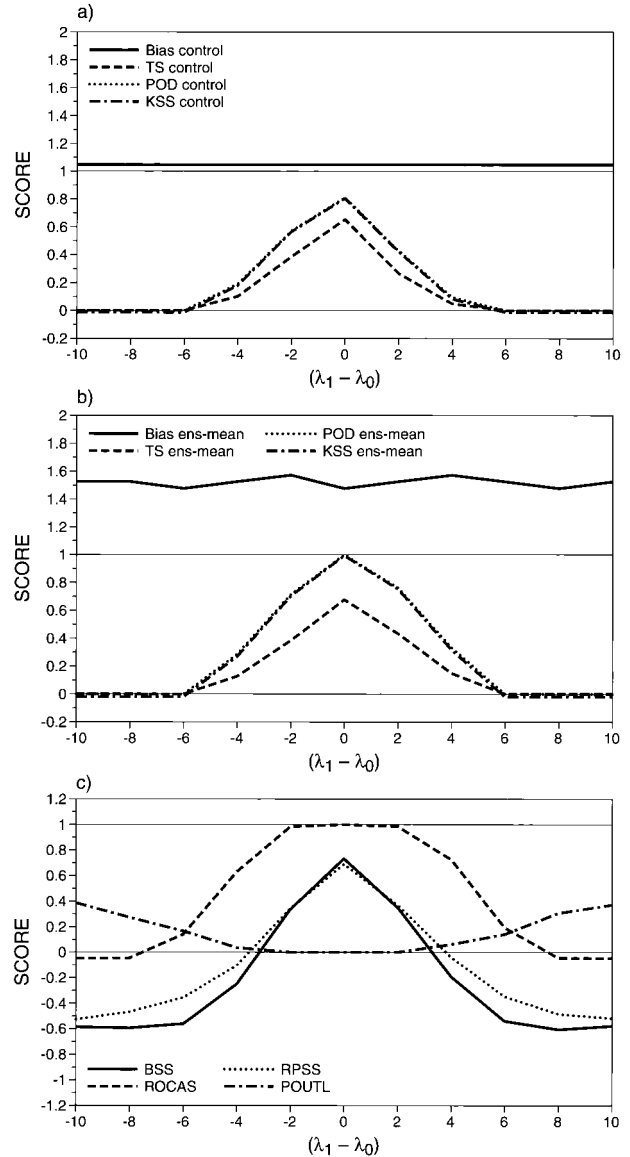 a)
2
1.8
1.6
1.4
1.2
1
0.8
0.6
0.4
0.2
0
-0.2
SCORE
Bias control
TS control
POD control
KSS control
-10 -8 -6 -4 -2 0 2 4 6 8 10
(λ1 – λ0)
b)
2
1.8
1.6
1.4
1.2
1
0.8
0.6
0.4
0.2
0
-0.2
SCORE
Bias ens-mean POD ens-mean
TS ens-mean KSS ens-mean
-10 -8 -6 -4 -2 0 2 4 6 8 10
(λ1 – λ0)
c)
1.2
1
0.8
0.6
0.4
0.2
0
-0.2
-0.4
-0.6
-0.8
-1
-1.2
SCORE
BSS RPSS
ROCAS POUTL
-10 -8 -6 -4 -2 0 2 4 6 8 10
(λ1 – λ0)